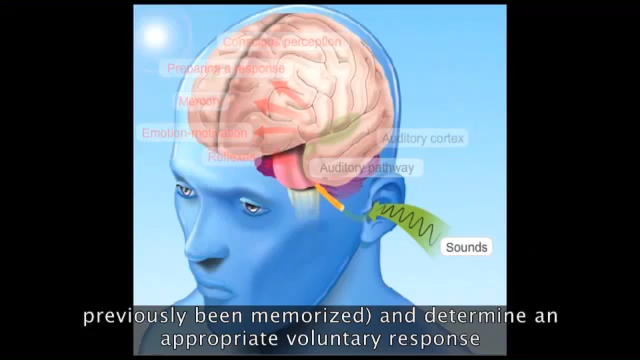 Conscious perception
Preparing a response
Memory
Emotion-motivation
Reflexes
Auditory cortex
Auditory pathway
Sounds
previously been memorized) and determine an
appropriate voluntary response